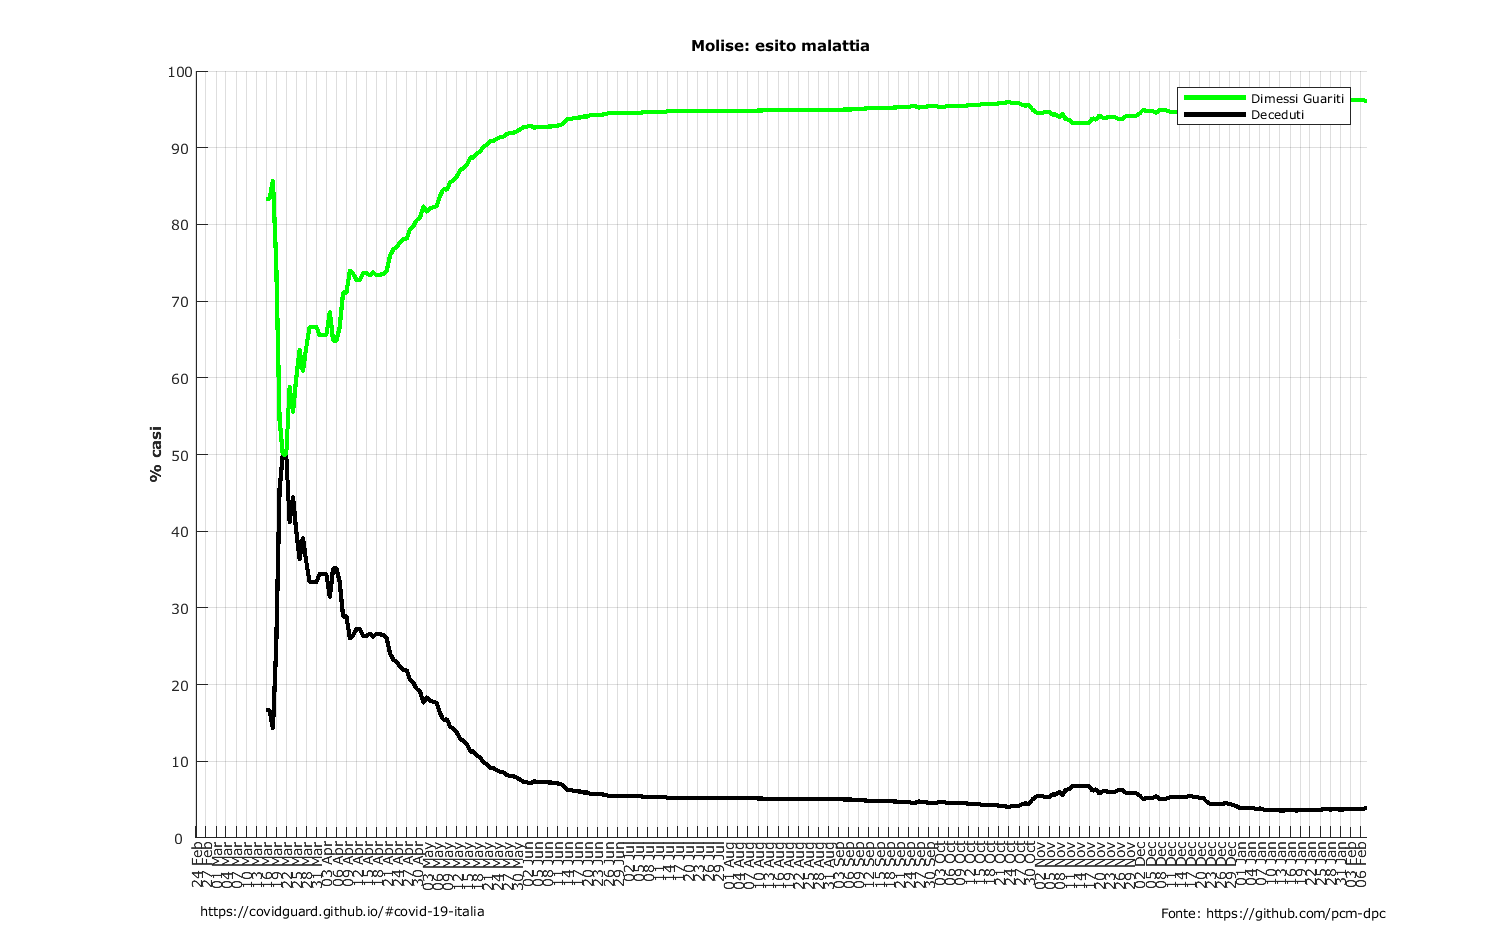 Molise: esito malattia
100
90
80
70
60
50
40
30
20
10
0
% casi
Dimessi Guariti
Deceduti
24 Feb
27 Feb
01 Mar
04 Mar
07 Mar
10 Mar
13 Mar
16 Mar
19 Mar
22 Mar
25 Mar
28 Mar
31 Mar
03 Apr
06 Apr
09 Apr
12 Apr
15 Apr
18 Apr
21 Apr
24 Apr
27 Apr
30 Apr
03 May
06 May
09 May
12 May
15 May
18 May
21 May
24 May
27 May
30 May
02 Jun
05 Jun
08 Jun
11 Jun
14 Jun
17 Jun
20 Jun
23 Jun
26 Jun
29 Jun
02 Jul
05 Jul
08 Jul
11 Jul
14 Jul
17 Jul
20 Jul
23 Jul
26 Jul
29 Jul
01 Aug
04 Aug
07 Aug
10 Aug
13 Aug
16 Aug
19 Aug
22 Aug
25 Aug
28 Aug
31 Aug
03 Sep
06 Sep
09 Sep
12 Sep
15 Sep
18 Sep
21 Sep
24 Sep
27 Sep
30 Sep
03 Oct
06 Oct
09 Oct
12 Oct
15 Oct
18 Oct
21 Oct
24 Oct
27 Oct
30 Oct
02 Nov
05 Nov
08 Nov
11 Nov
14 Nov
17 Nov
20 Nov
23 Nov
26 Nov
29 Nov
02 Dec
05 Dec
08 Dec
11 Dec
14 Dec
17 Dec
20 Dec
23 Dec
26 Dec
29 Dec
01 Jan
04 Jan
07 Jan
10 Jan
13 Jan
16 Jan
19 Jan
22 Jan
25 Jan
28 Jan
31 Jan
03 Feb
06 Feb
https://covidguard.github.io/#covid-19-italia
Fonte: https://github.com/pcm-dpc